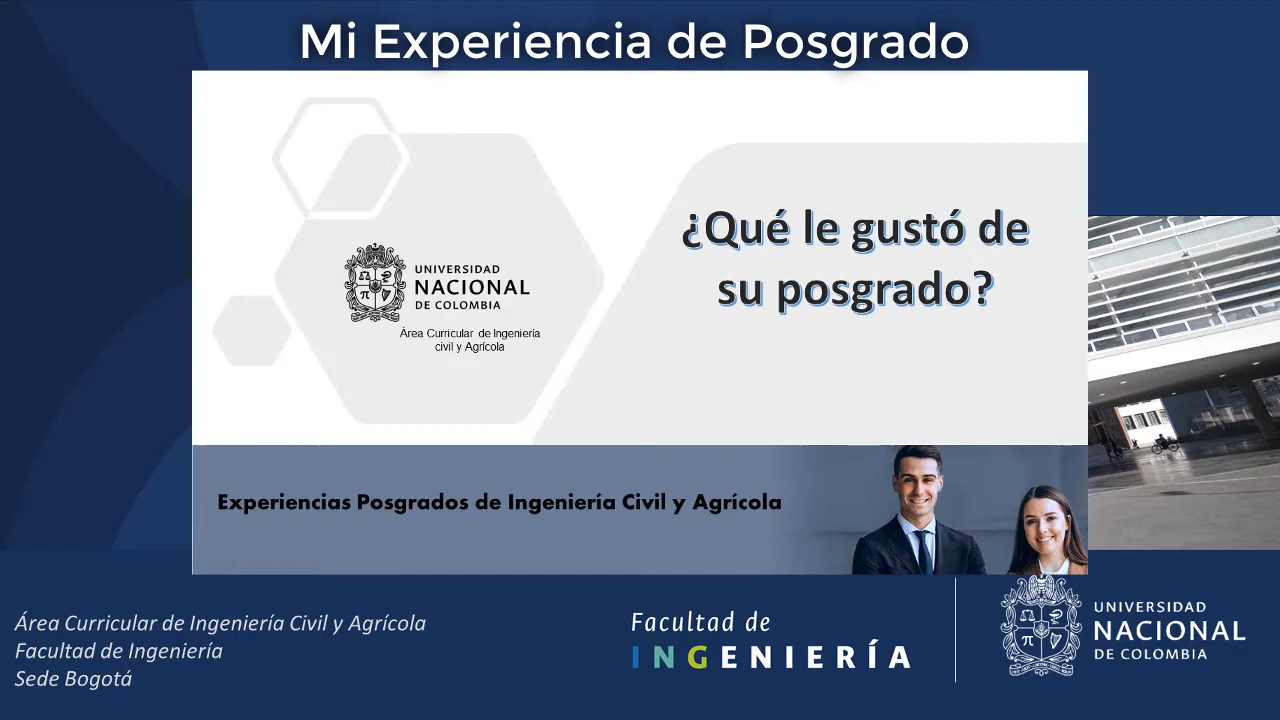 Mi Experiencia de Posgrado
¿Qué le gustó de
su posgrado?
UNIVERSIDAD
NACIONAL
DE COLOMBIA
Área Curricular de Ingeniería
civil y Agrícola
Experiencias Posgrados de Ingeniería Civil y Agrícola
Área Curricular de Ingeniería Civil y Agrícola
Facultad de Ingeniería
Sede Bogotá
Facultad de
INGENIERÍA
UNIVERSIDAD
NACIONAL
DE COLOMBIA